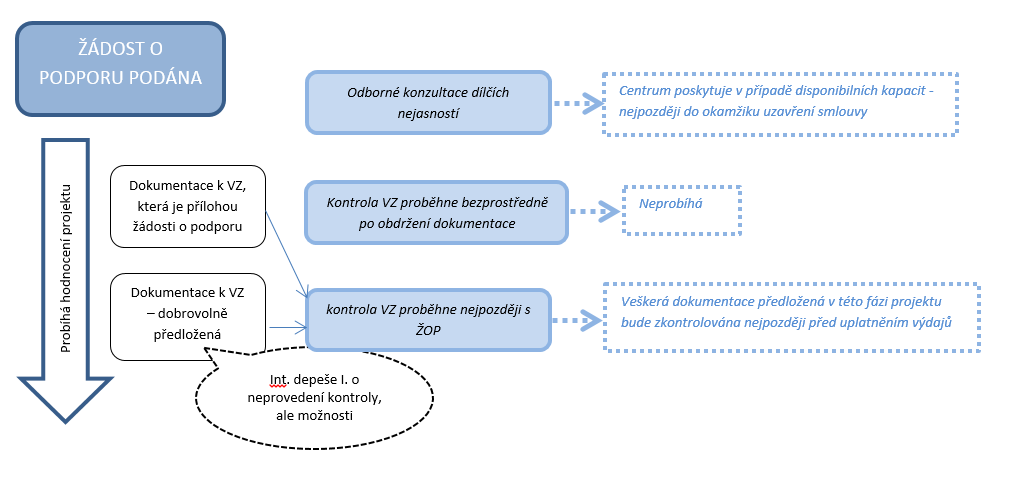 ŽÁDOST O
PODPORU PODÁNA
Odborné konzultace dílčích
nejasností
Centrum poskytuje v případě disponibilních kapacit -
nejpozději do okamžiku uzavření smlouvy
Probíhá hodnocení projektu
Dokumentace k VZ,
která je přílohou
žádosti o podporu
Kontrola VZ proběhne bezprostředně
po obdržení dokumentace
Neprobíhá
Dokumentace k VZ
– dobrovolně
předložená
kontrola VZ proběhne nejpozději s
ŽOP
Veškerá dokumentace předložená v této fázi projektu
bude zkontrolována nejpozději před uplatněním výdajů
Int. depeše I. o
neprovedení kontroly,
ale možnosti